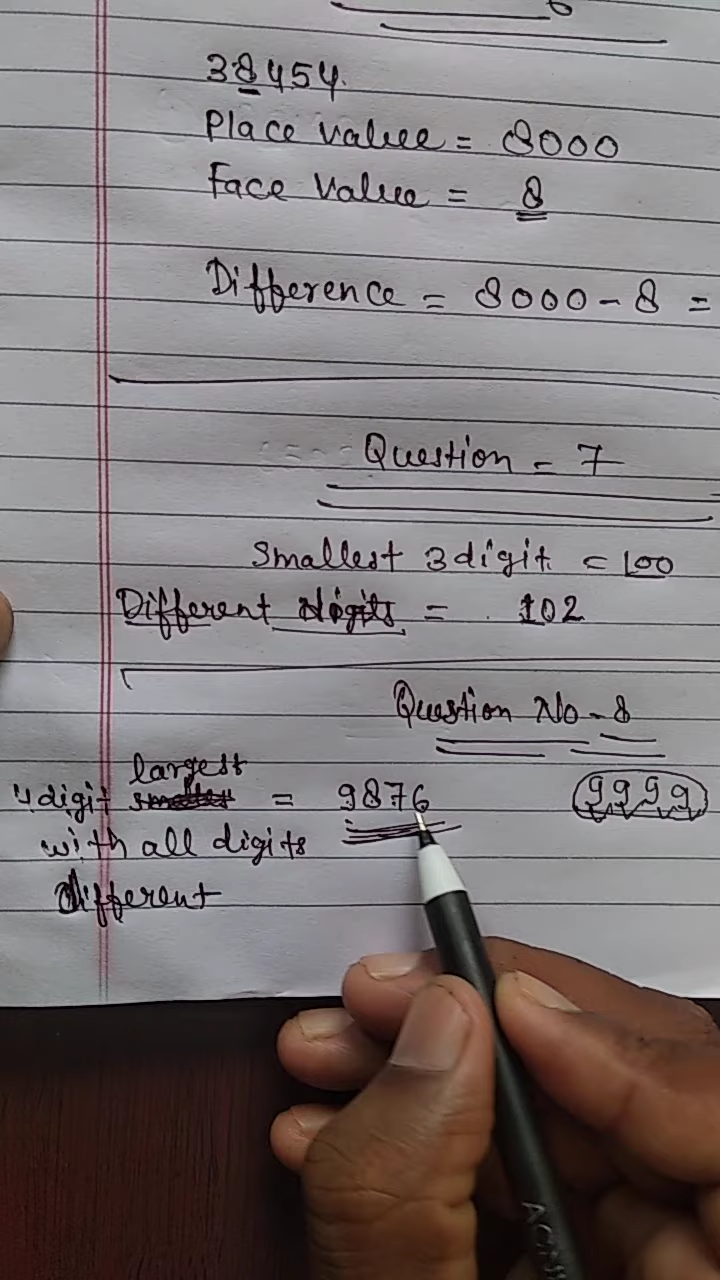 38454.
Place value = 8000
Face Value = 8
Difference = 8000 - 8 =
Question = 7
Smallest 3 digit. = 100
Different digits = 102
Question No - 8
largest
4 digit smallest = 9876 9999
with all digits
different